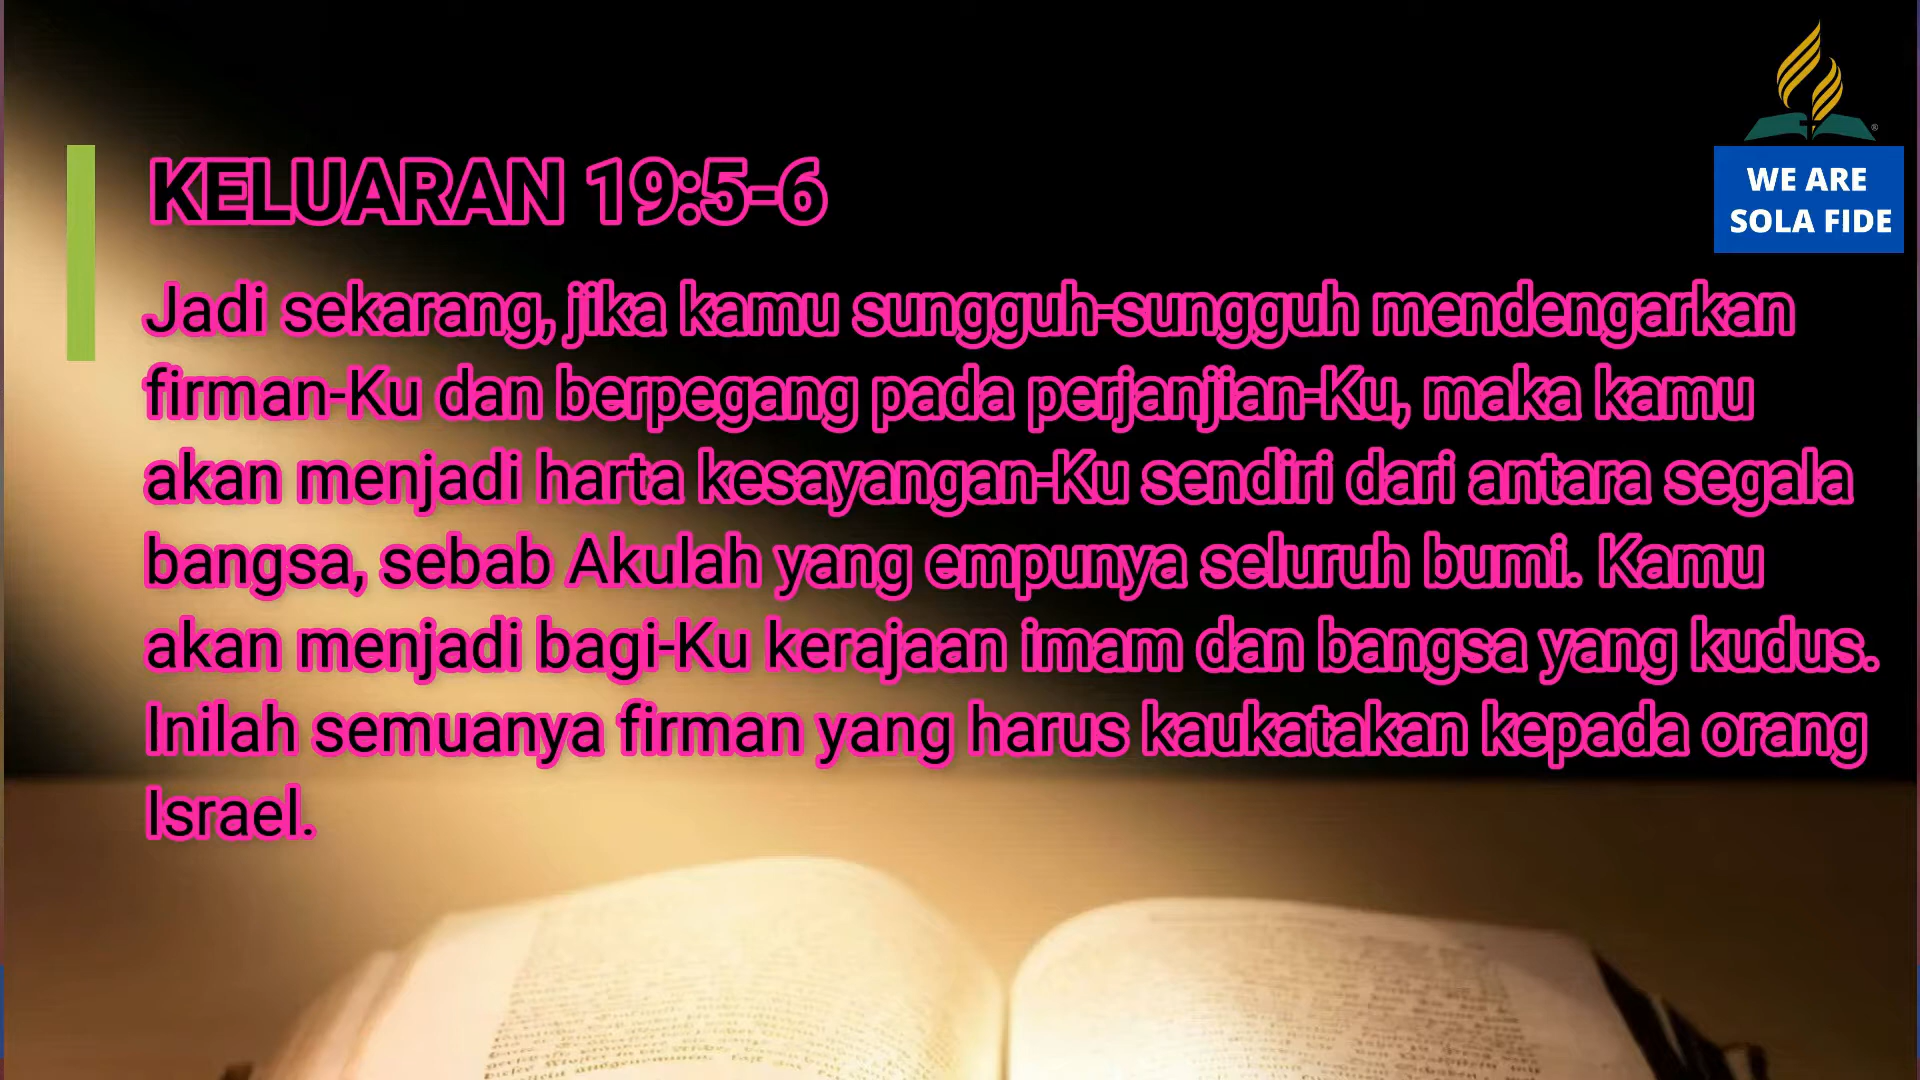 WE ARE
SOLA FIDE
KELUARAN 19:5-6
Jadi sekarang, jika kamu sungguh-sungguh mendengarkan
firman-Ku dan berpegang pada perjanjian-Ku, maka kamu
akan menjadi harta kesayangan-Ku sendiri dari antara segala
bangsa, sebab Akulah yang empunya seluruh bumi. Kamu
akan menjadi bagi-Ku kerajaan imam dan bangsa yang kudus.
Inilah semuanya firman yang harus kaukatakan kepada orang
Israel.